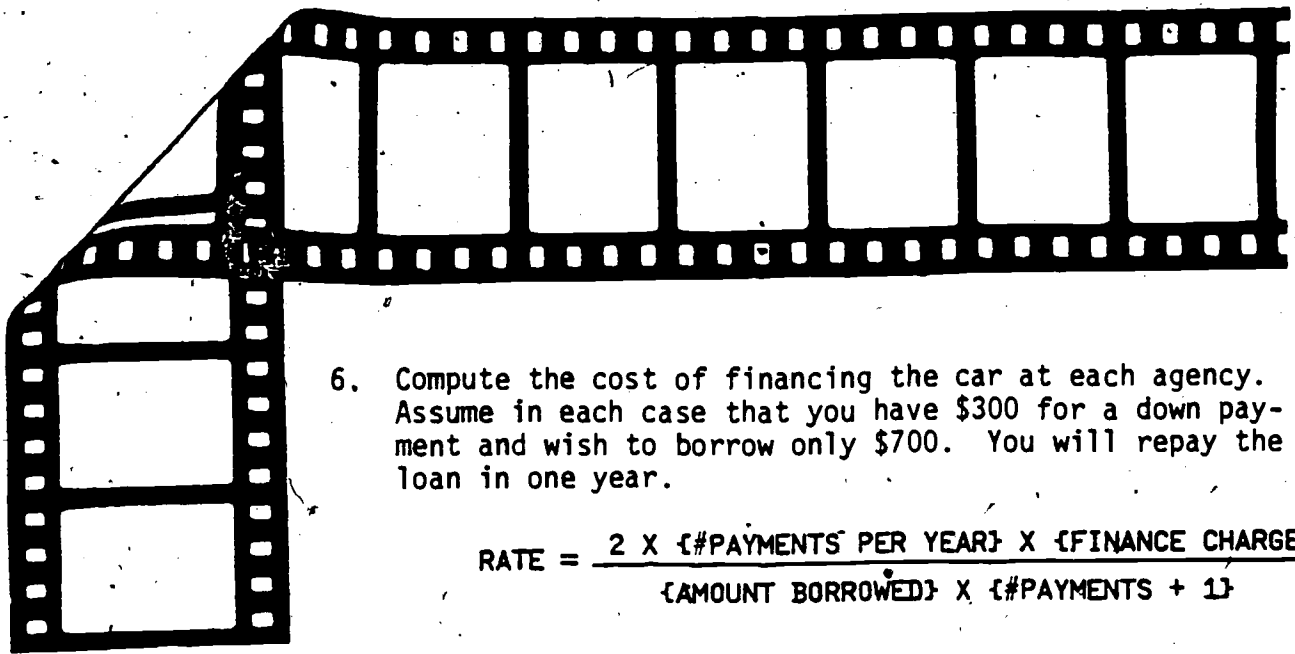 6. Compute the cost of financing the car at each agency.
Assume in each case that you have $300 for a down pay-
ment and wish to borrow only $700. You will repay the
loan in one year.
RATE = 2 X {#PAYMENTS PER YEAR} X {FINANCE CHARGE
{AMOUNT BORROWED} X {#PAYMENTS + 1}